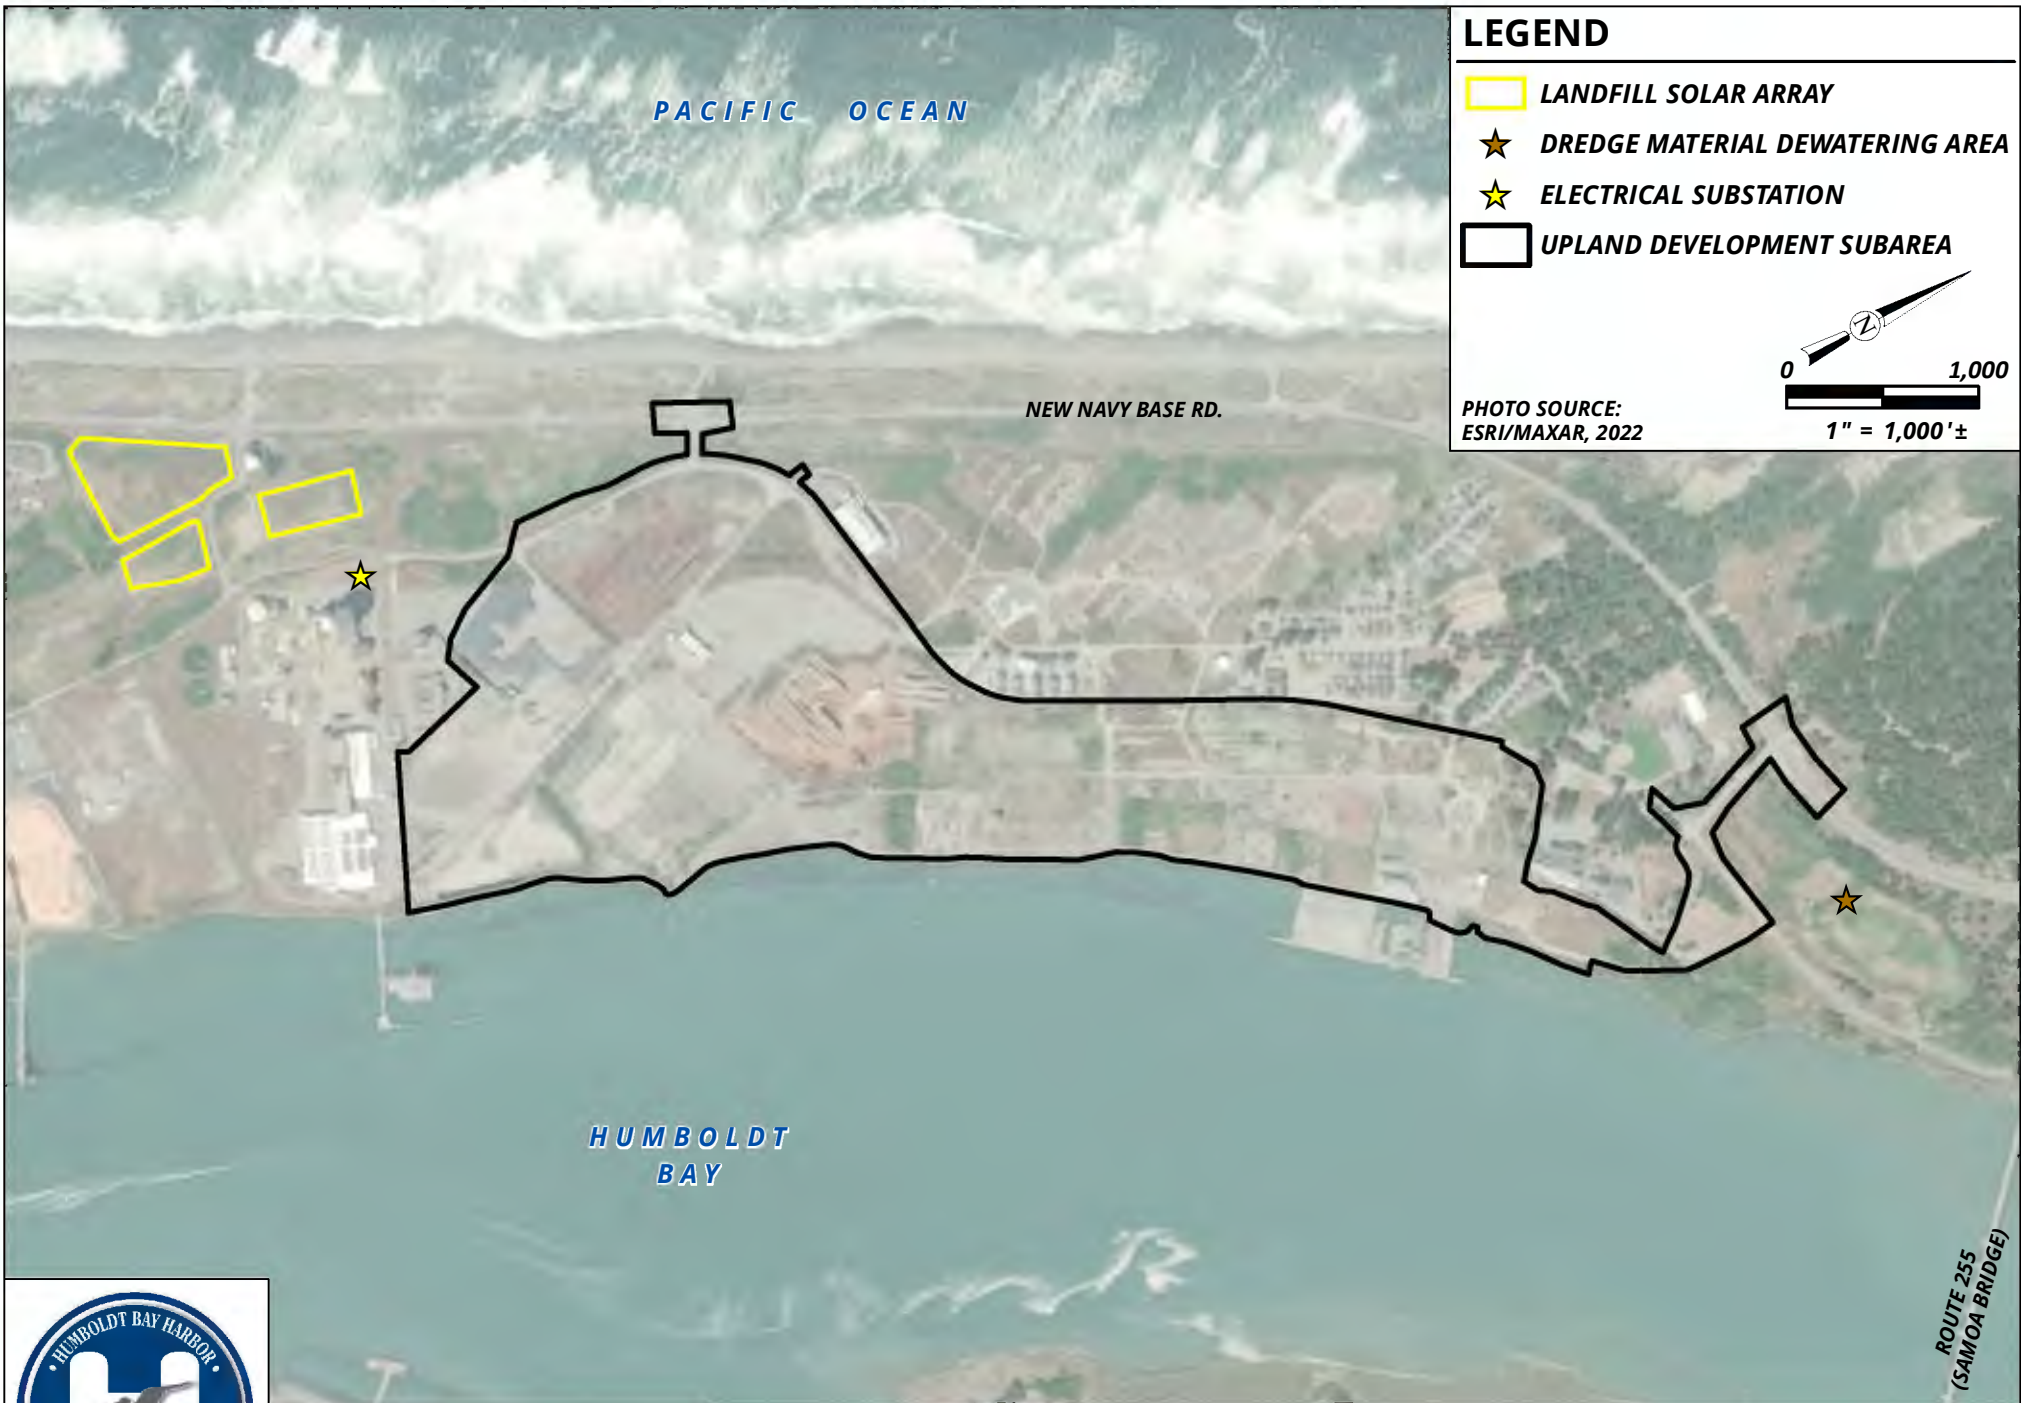 LEGEND
LANDFILL SOLAR ARRAY
DREDGE MATERIAL DEWATERING AREA
ELECTRICAL SUBSTATION
UPLAND DEVELOPMENT SUBAREA
N
0 1,000
1" = 1,000'±
PHOTO SOURCE:
ESRI/MAXAR, 2022
PACIFIC OCEAN
NEW NAVY BASE RD.
HUMBOLDT
BAY
ROUTE 255
(SAMOA BRIDGE)
• HUMBOLDT BAY HARBOR •
H